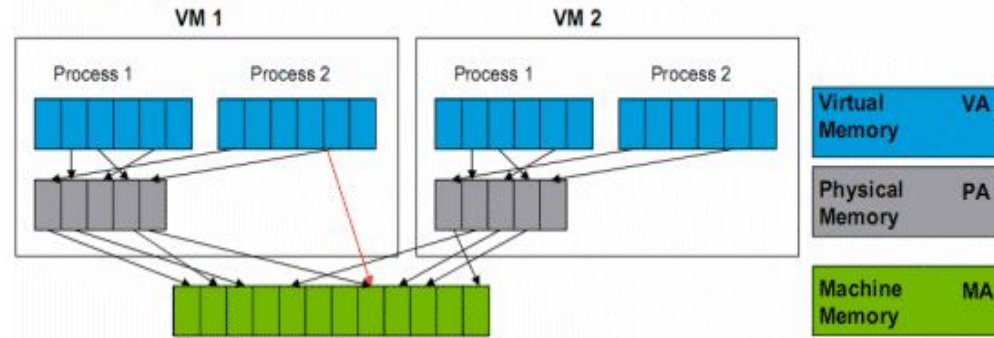 VM 1
VM 2
Process 1
Process 2
Process 1
Process 2
Virtual Memory VA
Physical Memory PA
Machine Memory MA